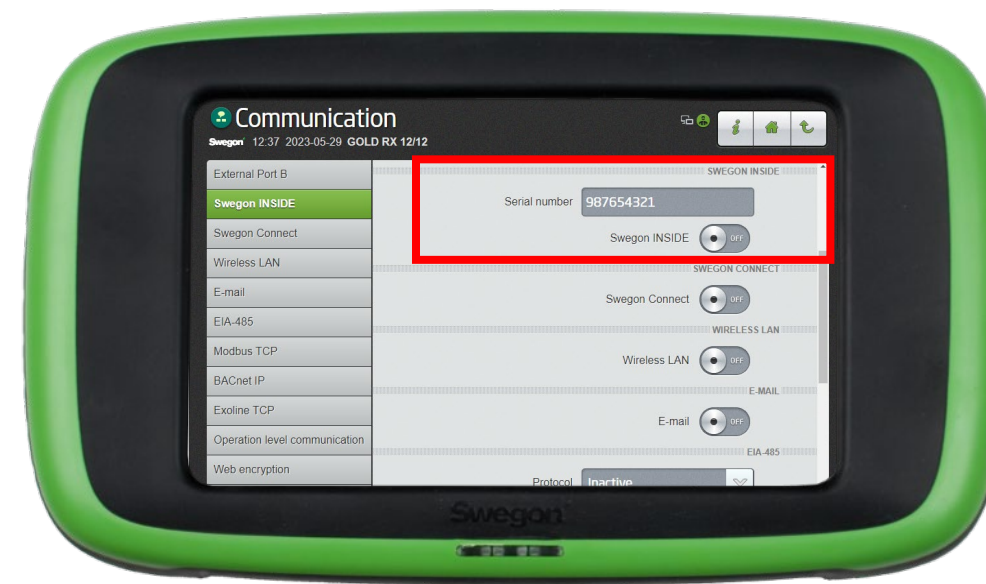 Communication
Swegon 12:37 2023-05-29 GOLD RX 12/12
External Port B
Swegon INSIDE
Swegon Connect
Wireless LAN
E-mail
EIA-485
Modbus TCP
BACnet IP
Exoline TCP
Operation level communication
Web encryption
SWEGON INSIDE
Serial number 987654321
Swegon INSIDE OFF
SWEGON CONNECT
Swegon Connect OFF
WIRELESS LAN
Wireless LAN OFF
E-MAIL
E-mail OFF
EIA-485
Protocol Inactive
Swegon